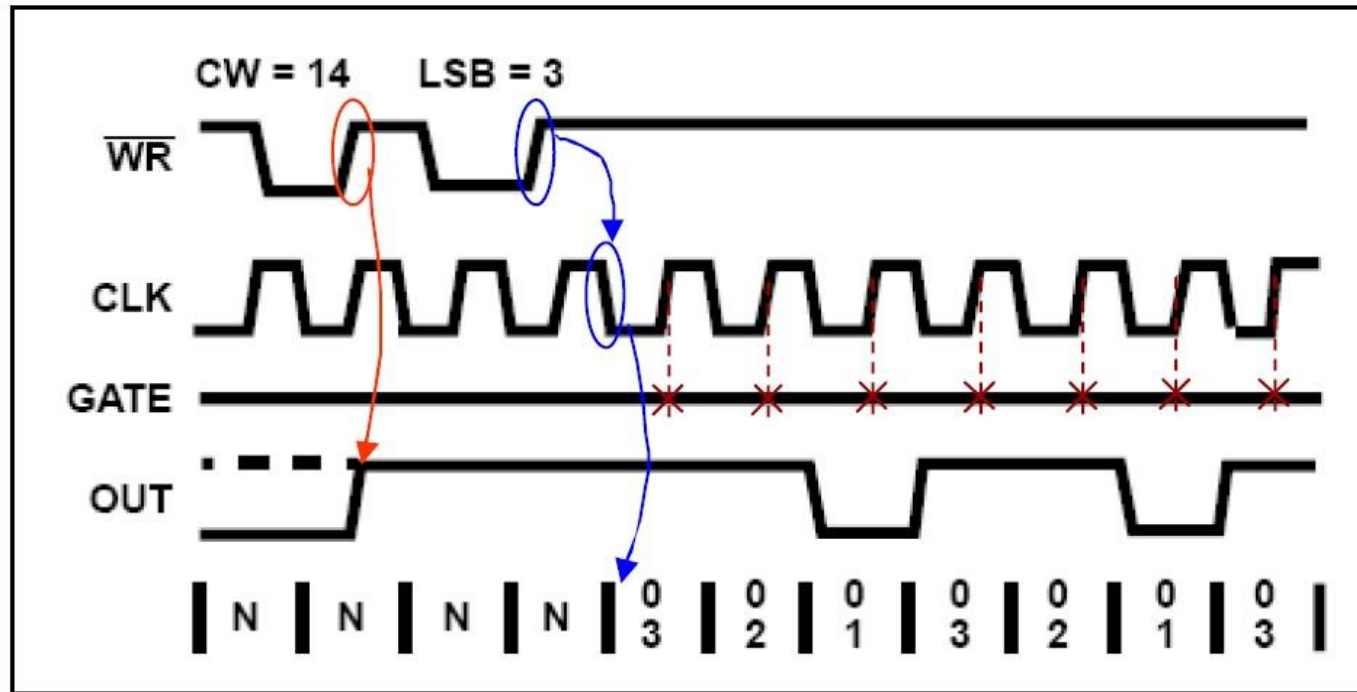 CW = 14 LSB = 3
WR
CLK
GATE
OUT
N N N N 0 0 0 0 0 0 0
3 2 1 3 2 1 3